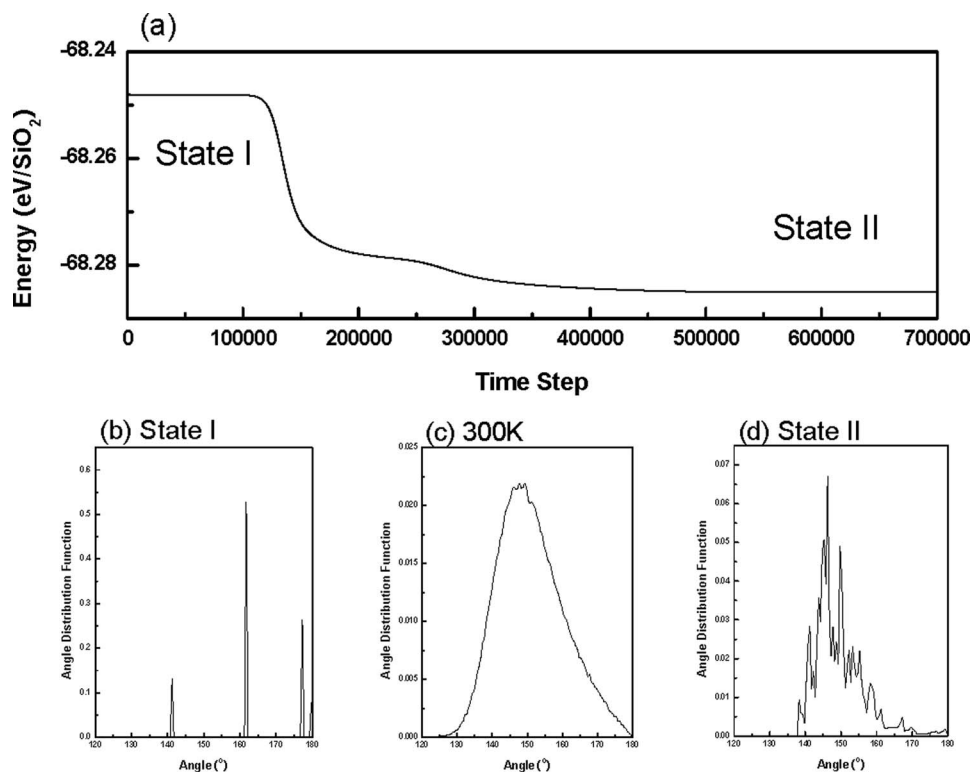 (a)
-68.24
-68.26
-68.28
Energy (eV/SiO2)
State I
State II
0 100000 200000 300000 400000 500000 600000 700000
Time Step
(b) State I
0.6
0.5
0.4
0.3
0.2
0.1
0.0
Angle Distribution Function
120 130 140 150 160 170 180
Angle (o)
(c) 300K
0.025
0.020
0.015
0.010
0.005
0.000
Angle Distribution Function
120 130 140 150 160 170 180
Angle (o)
(d) State II
0.07
0.06
0.05
0.04
0.03
0.02
0.01
0.00
Angle Distribution Function
120 130 140 150 160 170 180
Angle (o)